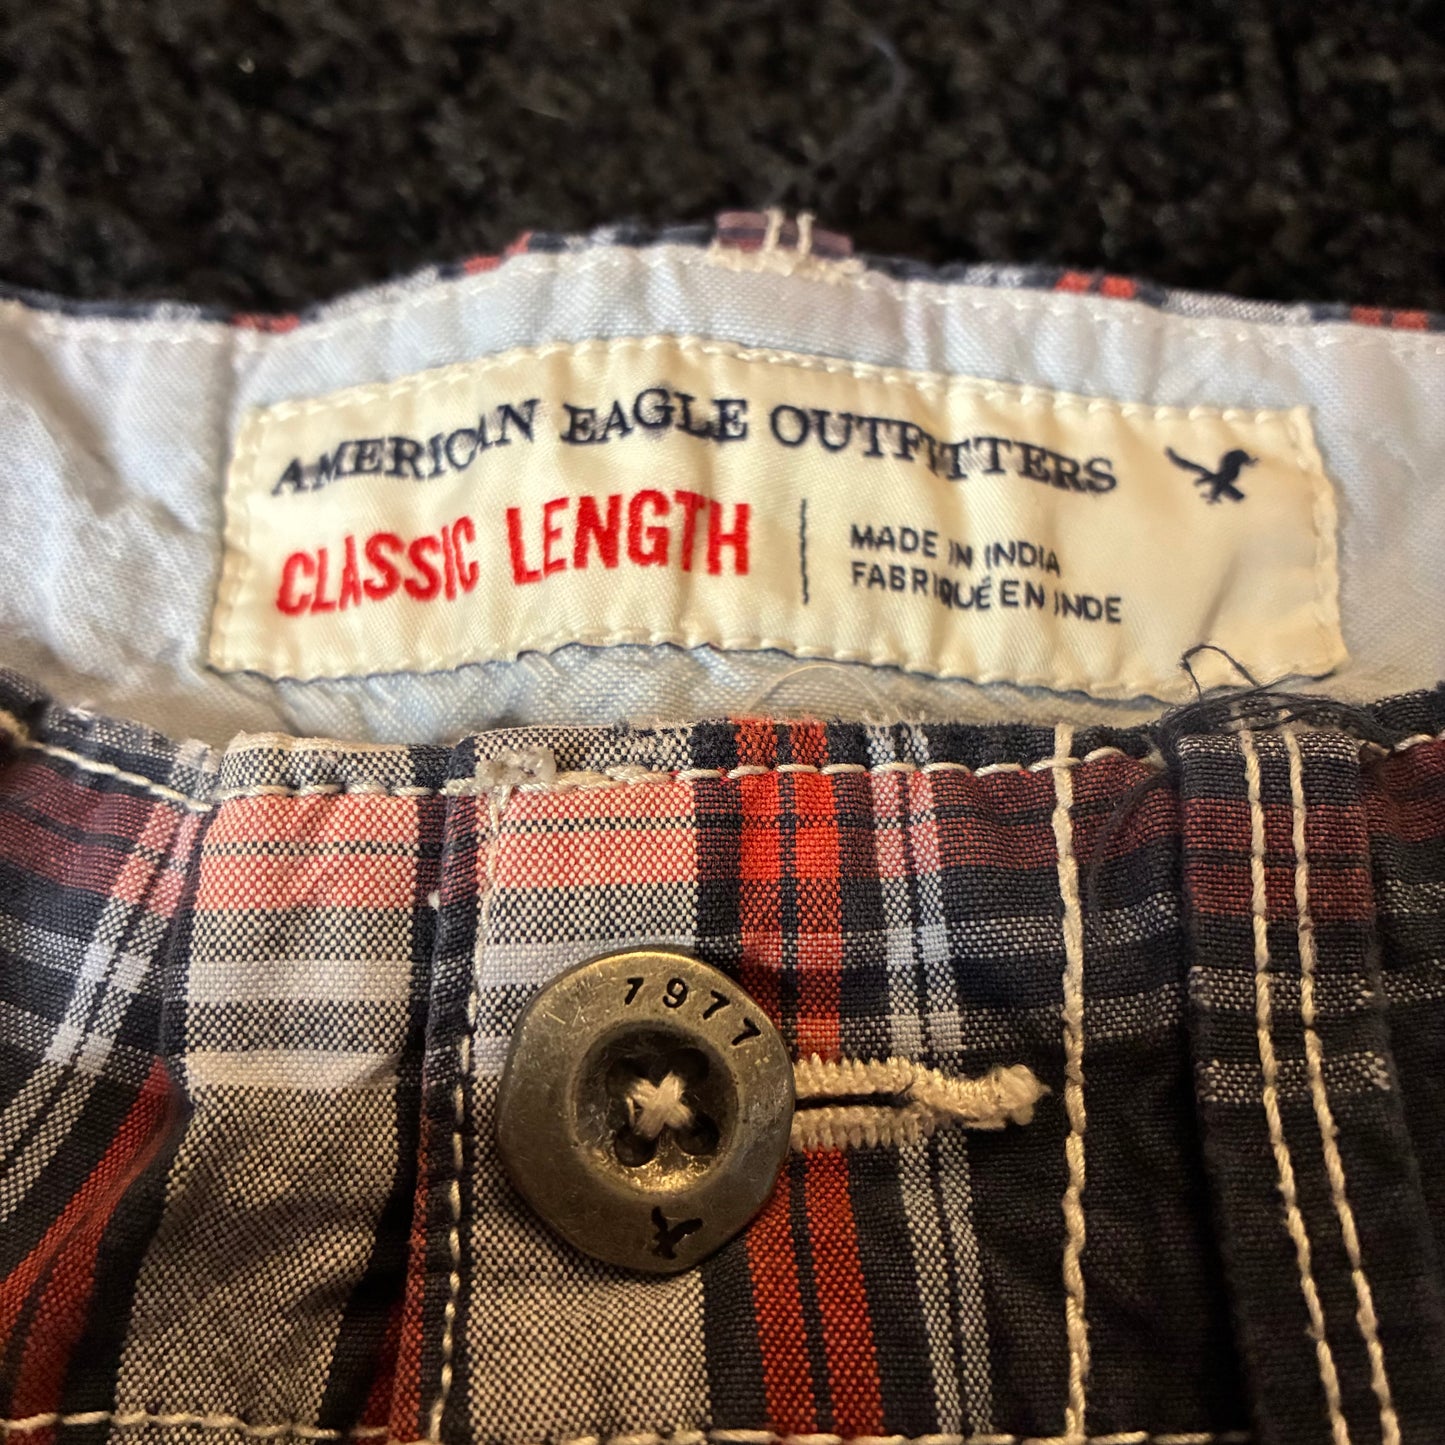 AMERICAN EAGLE OUTFITTERS
CLASSIC LENGTH
MADE IN INDIA
FABRIQUÉ EN INDE
1977